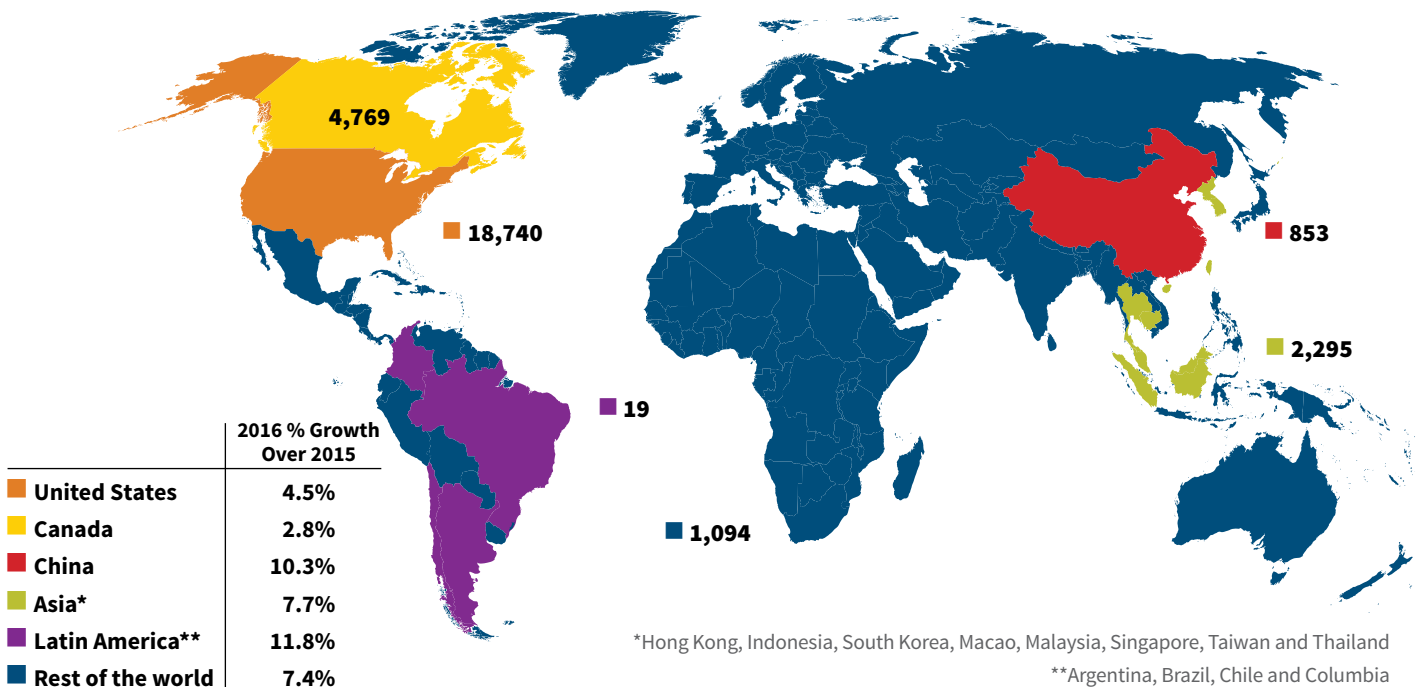 4,769
18,740
853
2,295
19
1,094
2016 % Growth
Over 2015
United States 4.5%
Canada 2.8%
China 10.3%
Asia* 7.7%
Latin America** 11.8%
Rest of the world 7.4%
*Hong Kong, Indonesia, South Korea, Macao, Malaysia, Singapore, Taiwan and Thailand
**Argentina, Brazil, Chile and Columbia